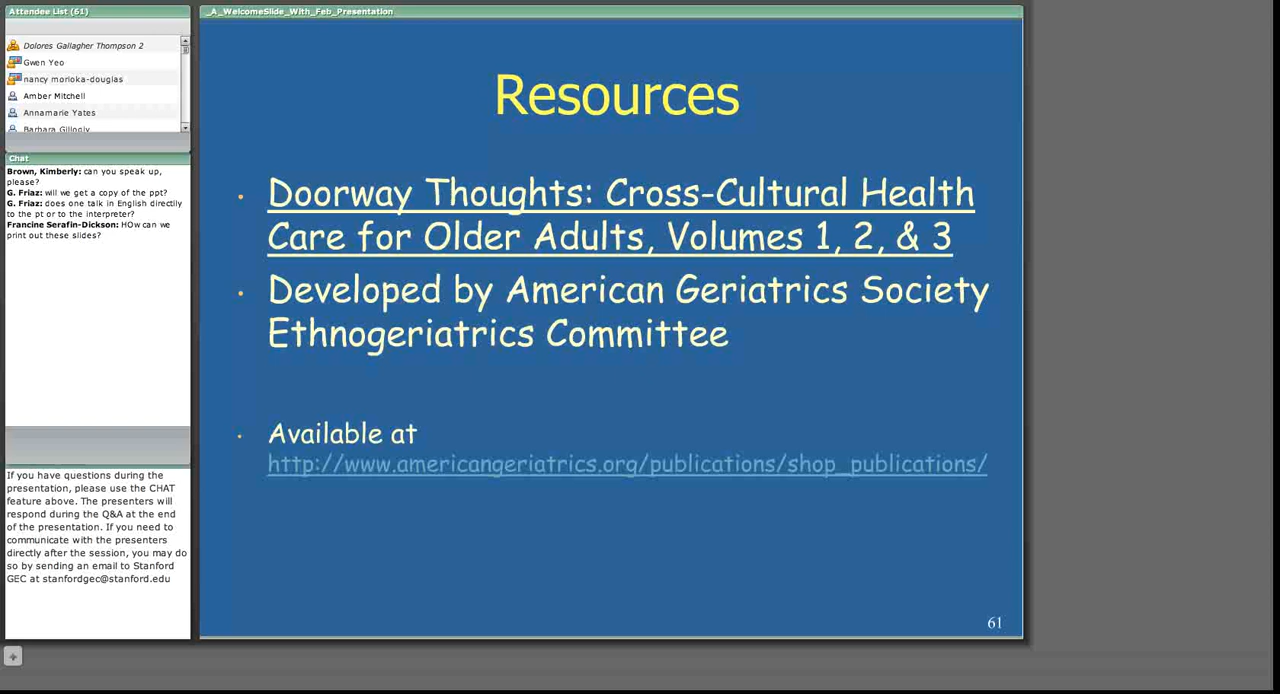 Attendee List (61)
Dolores Gallagher Thompson 2
Gwen Yeo
nancy morioka-douglas
Amber Mitchell
Annamarie Yates
Barbara Gillogly
Chat
Brown, Kimberly: can you speak up,
please?
G. Friaz: will we get a copy of the ppt?
G. Friaz: does one talk in English directily
to the pt or to the interpreter?
Francine Serafin-Dickson: HOw can we
print out these slides?
If you have questions during the
presentation, please use the CHAT
feature above. The presenters will
respond during the Q&A at the end
of the presentation. If you need to
communicate with the presenters
directly after the session, you may do
so by sending an email to Stanford
GEC at stanfordgec@stanford.edu
_A_WelcomeSlide_With_Feb_Presentation
Resources
• Doorway Thoughts: Cross-Cultural Health
Care for Older Adults, Volumes 1, 2, & 3
• Developed by American Geriatrics Society
Ethnogeriatrics Committee
• Available at
http://www.americangeriatrics.org/publications/shop_publications/
61